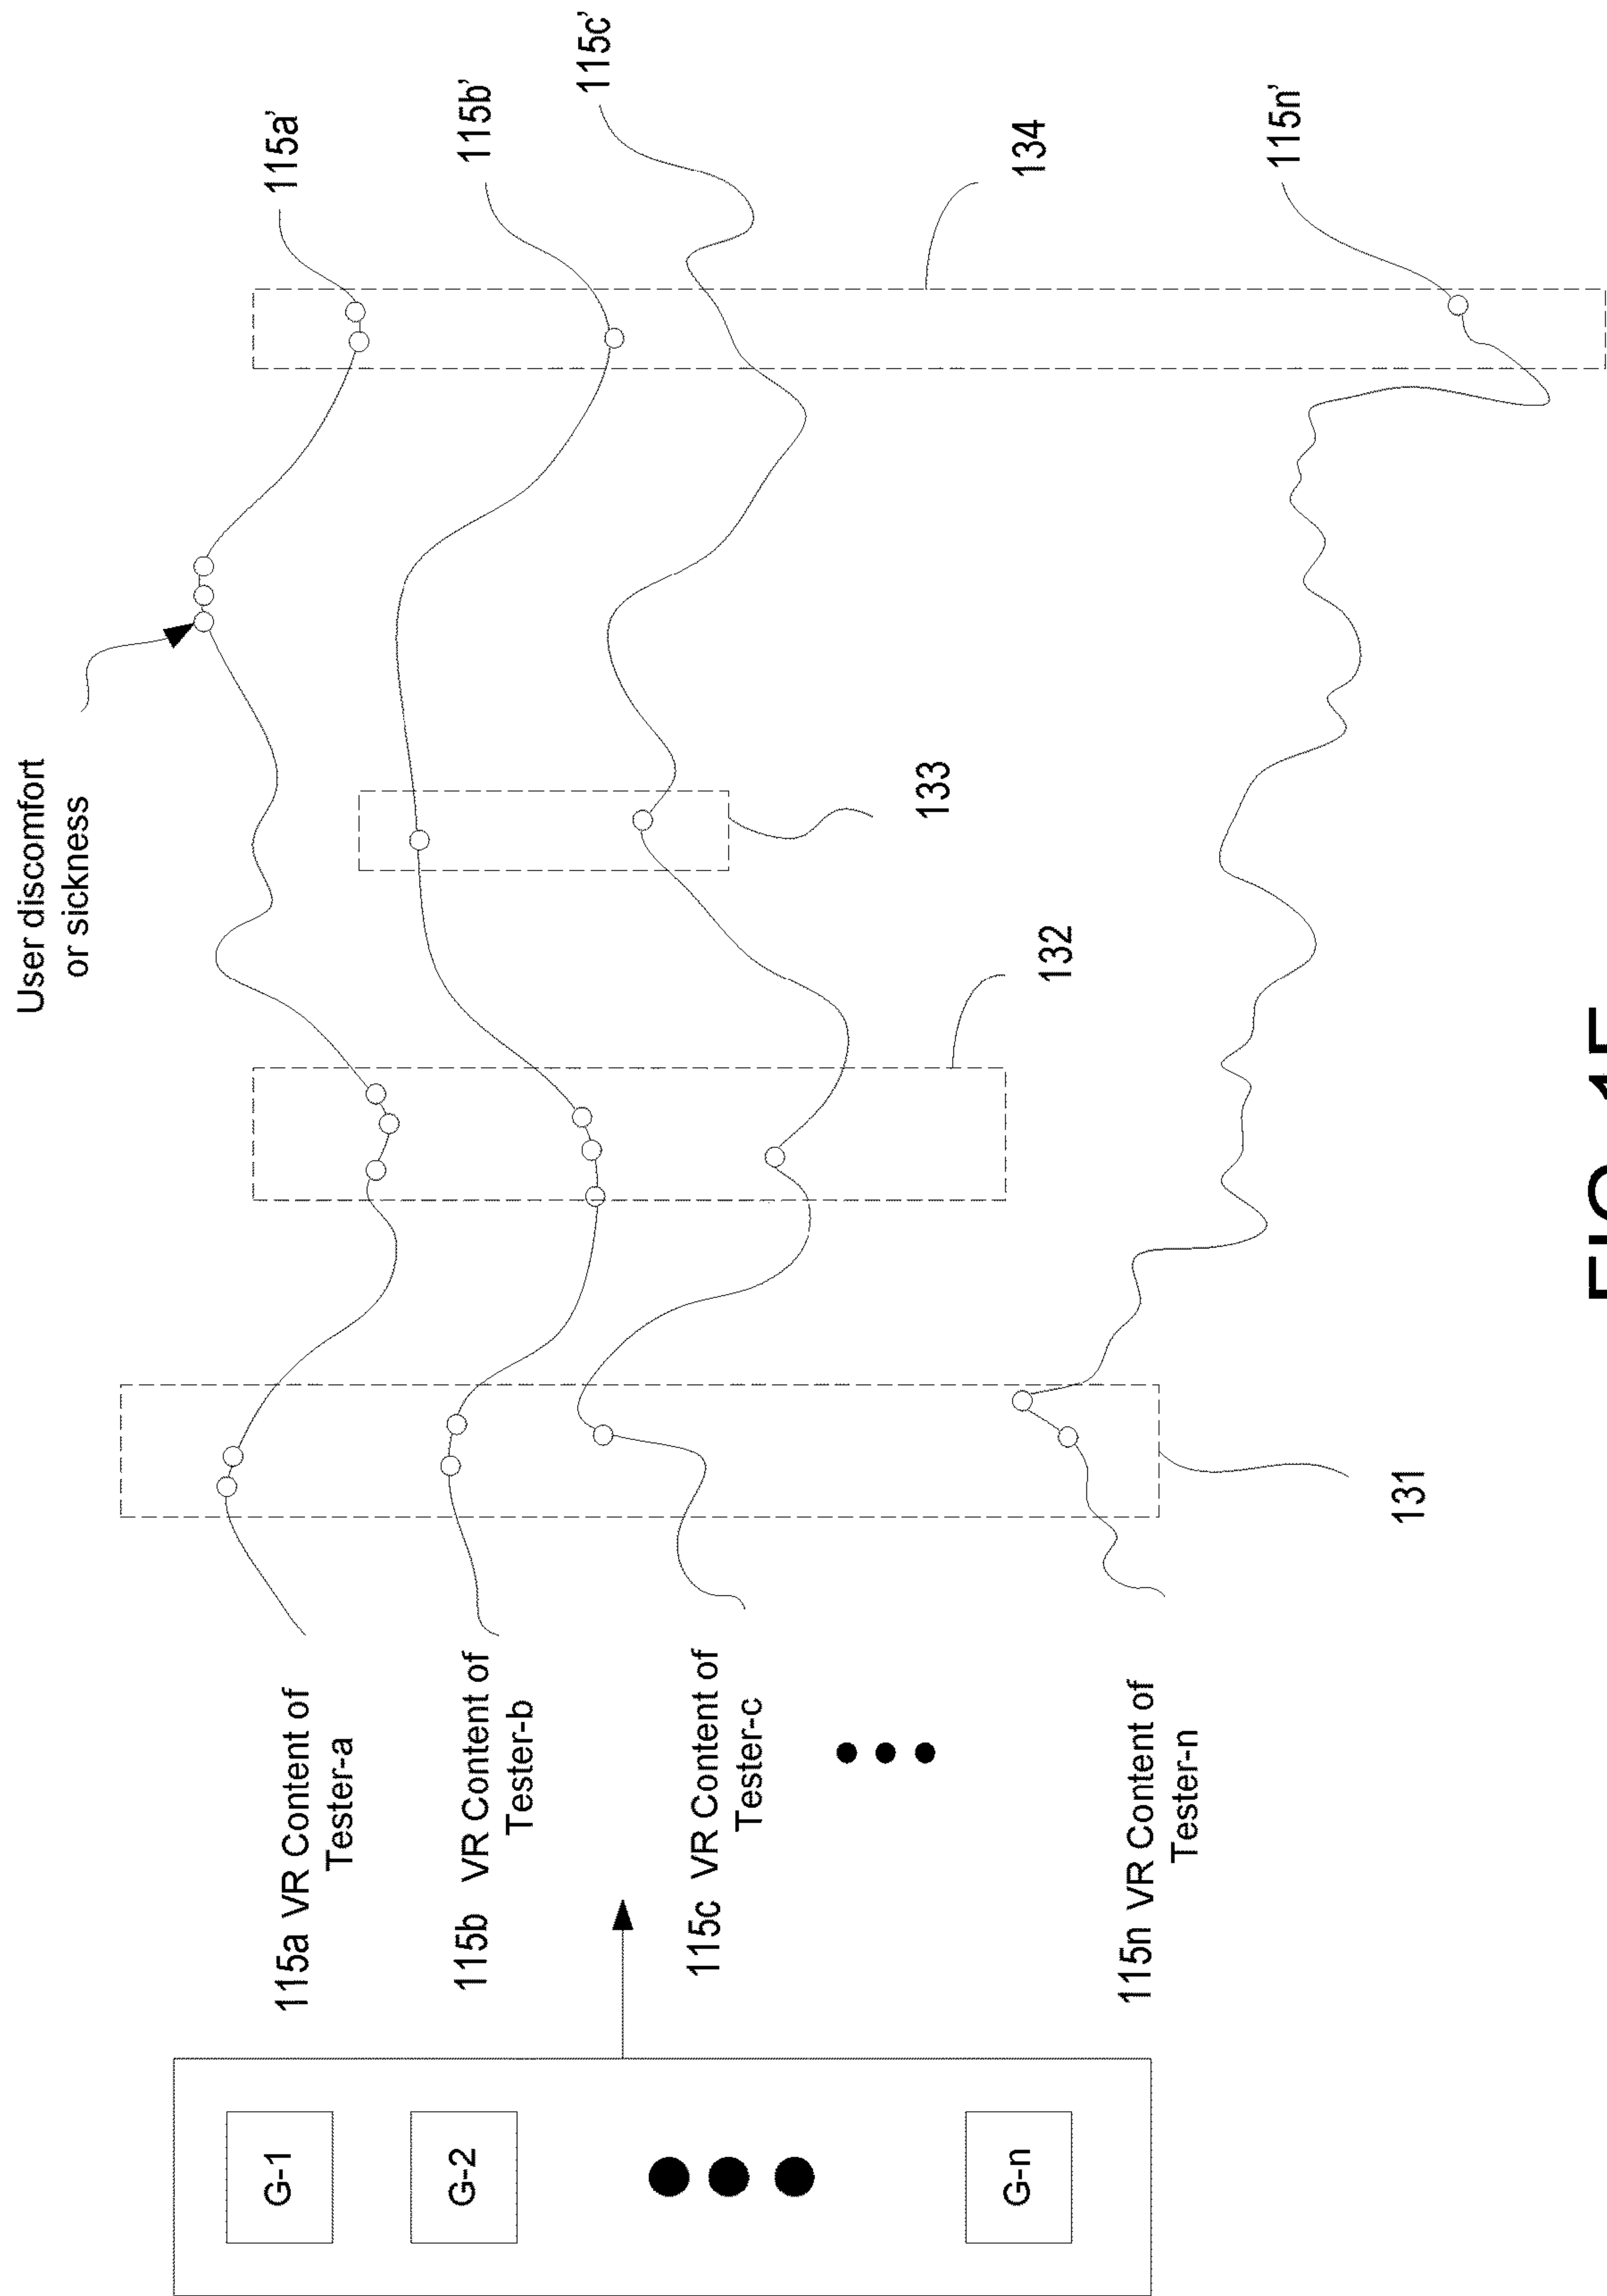 User discomfort
or sickness
G-1
G-2
G-n
115a VR Content of
Tester-a
115b VR Content of
Tester-b
115c VR Content of
Tester-c
115n VR Content of
Tester-n
115a'
115b'
115c'
115n'
131
132
133
134
FIG